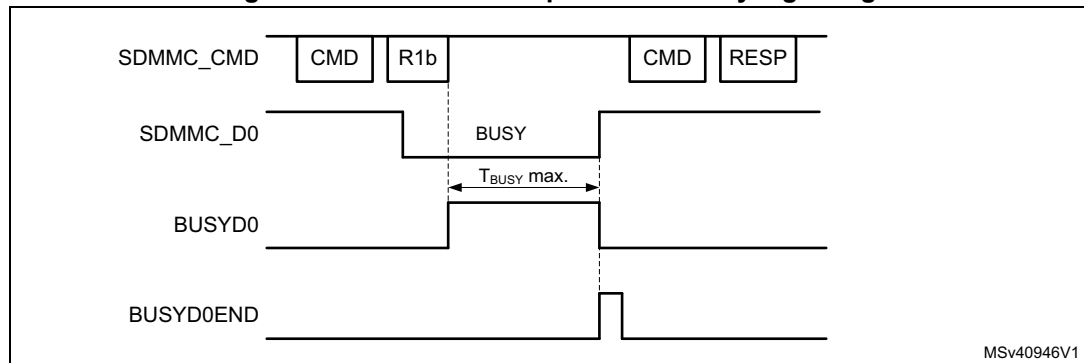 SDMMC_CMD CMD R1b CMD RESP
SDMMC_D0 BUSY
T_BUSY max.
BUSYD0
BUSYD0END
MSv40946V1